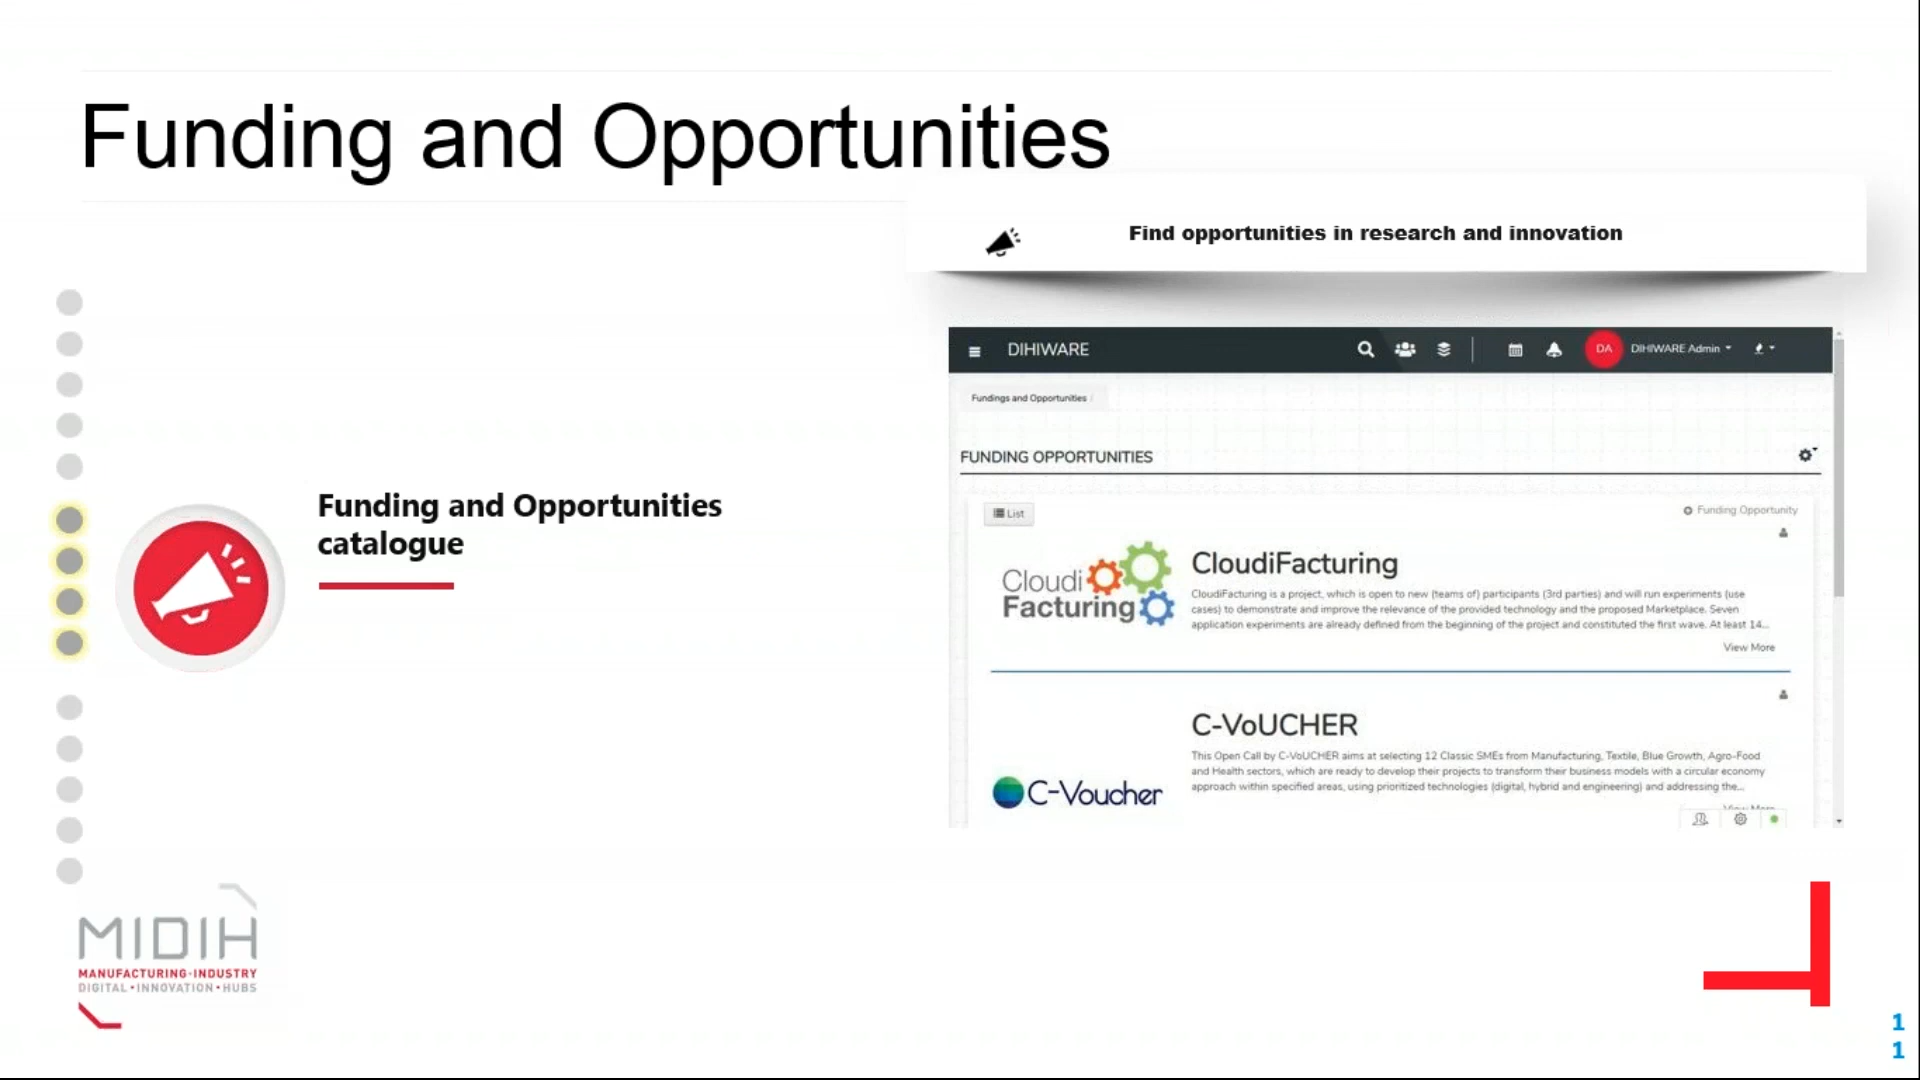 Funding and Opportunities
Find opportunities in research and innovation
Funding and Opportunities
catalogue
DIHIWARE
DA
DIHIWARE Admin
Fundings and Opportunities /
FUNDING OPPORTUNITIES
List
Funding Opportunity
Cloudi
Facturing
CloudiFacturing
CloudiFacturing is a project, which is open to new (teams of) participants (3rd parties) and will run experiments (use
cases) to demonstrate and improve the relevance of the provided technology and the proposed Marketplace. Seven
application experiments are already defined from the beginning of the project and constituted the first wave. At least 14...
View More
C-VoUCHER
This Open Call by C-VoUCHER aims at selecting 12 Classic SMEs from Manufacturing, Textile, Blue Growth, Agro-Food
and Health sectors, which are ready to develop their projects to transform their business models with a circular economy
approach within specified areas, using prioritized technologies (digital, hybrid and engineering) and addressing the...
C-Voucher
View More
MIDIH
MANUFACTURING·INDUSTRY
DIGITAL•INNOVATION•HUBS
1
1